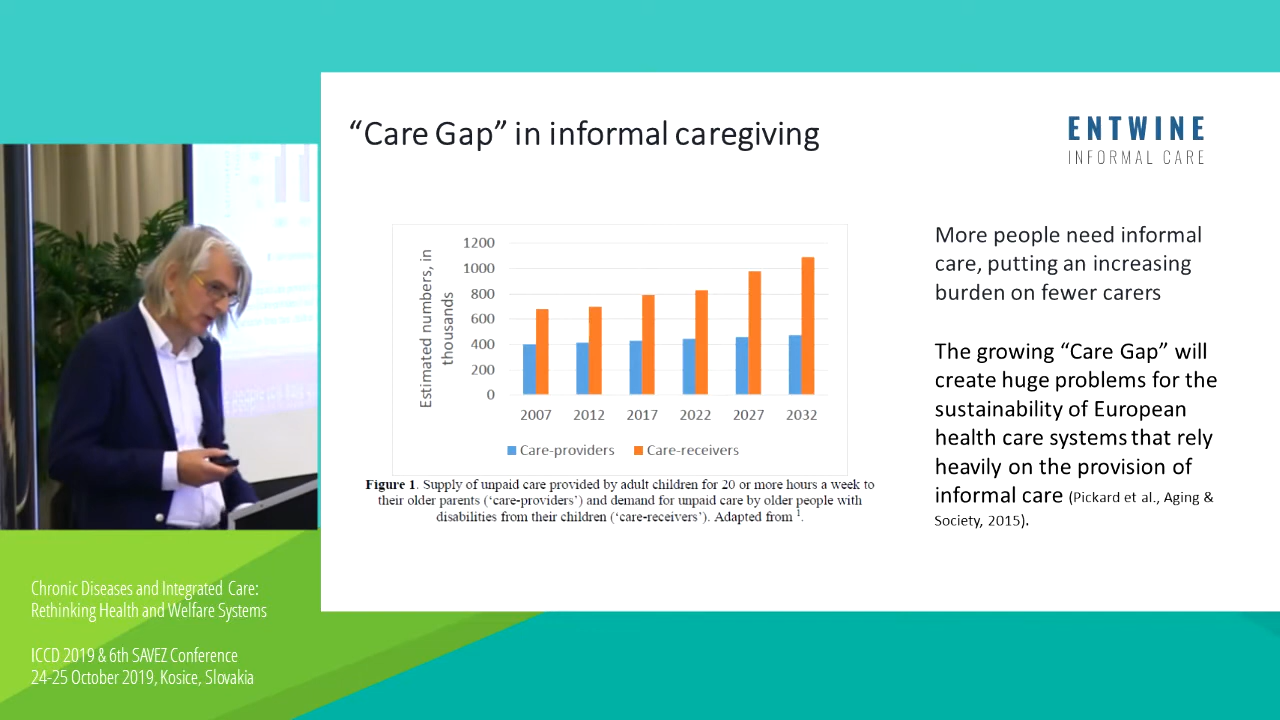 “Care Gap” in informal caregiving
ENTWINE
INFORMAL CARE
Estimated numbers, in
thousands
1200
1000
800
600
400
200
0
2007 2012 2017 2022 2027 2032
Care-providers Care-receivers
Figure 1. Supply of unpaid care provided by adult children for 20 or more hours a week to
their older parents (‘care-providers’) and demand for unpaid care by older people with
disabilities from their children (‘care-receivers’). Adapted from 1.
More people need informal
care, putting an increasing
burden on fewer carers
The growing “Care Gap” will
create huge problems for the
sustainability of European
health care systems that rely
heavily on the provision of
informal care (Pickard et al., Aging &
Society, 2015).
Chronic Diseases and Integrated Care:
Rethinking Health and Welfare Systems
ICCD 2019 & 6th SAVEZ Conference
24-25 October 2019, Kosice, Slovakia